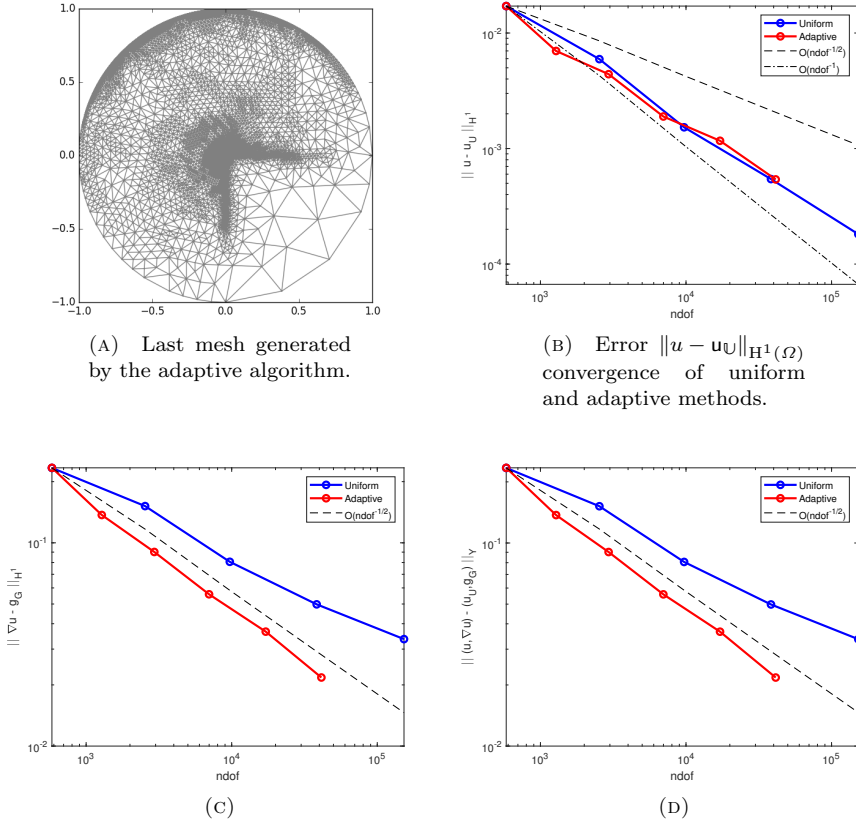 1.0
0.5
0.0
−0.5
−1.0
−1.0
−0.5
0.0
0.5
1.0
(A) Last mesh generated
by the adaptive algorithm.
|| u - u_U ||_H^1
10^-2
10^-3
10^-4
Uniform
Adaptive
O(ndof^-1/2)
O(ndof^-1)
10^3
10^4
10^5
ndof
(B) Error ‖u − u_𝕌‖_H^1(Ω)
convergence of uniform
and adaptive methods.
|| ∇u - g_G ||_H^1
10^-1
10^-2
Uniform
Adaptive
O(ndof^-1/2)
10^3
10^4
10^5
ndof
(C)
|| (u,∇u) - (u_U,g_G) ||_Y
10^-1
10^-2
Uniform
Adaptive
O(ndof^-1/2)
10^3
10^4
10^5
ndof
(D)